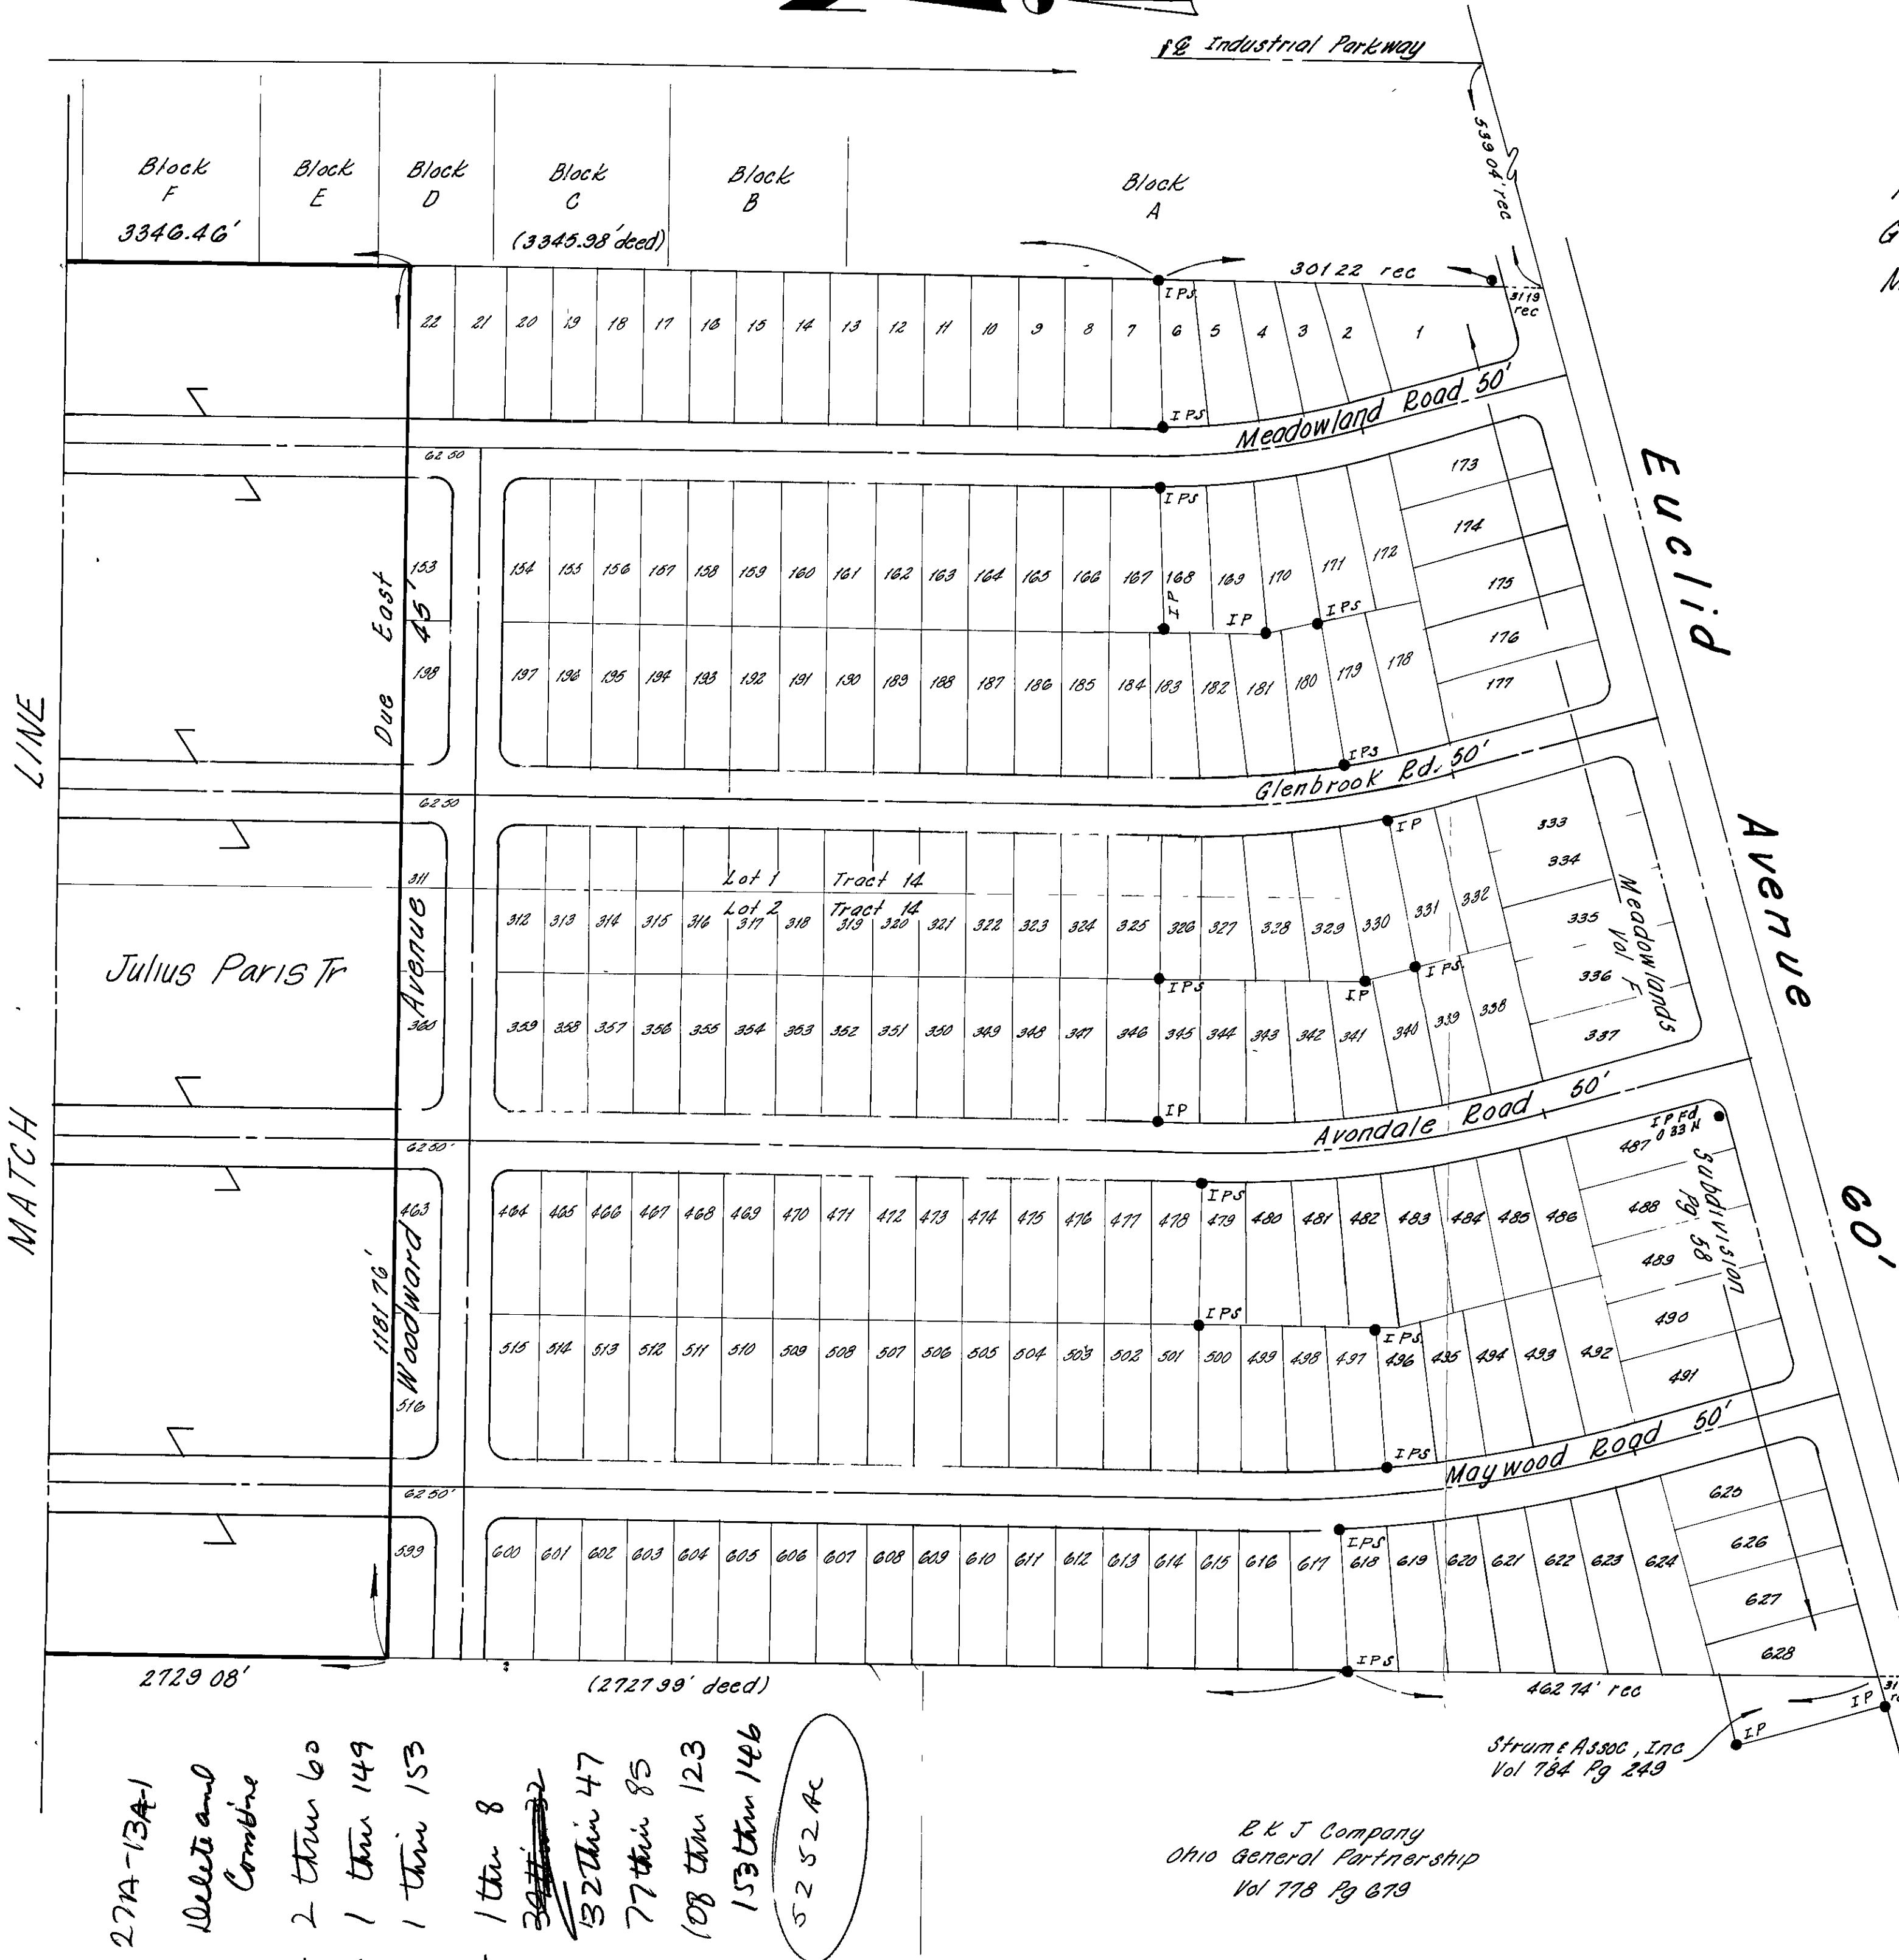 ℄ Industrial Parkway
539 04' rec
Block F
Block E
Block D
Block C
Block B
Block A
3346.46'
(3345.98' deed)
301 22 rec
31 19 rec
IPS
22 21 20 19 18 17 16 15 14 13 12 11 10 9 8 7 6 5 4 3 2 1
IPS
Meadowland Road 50'
62 50
IPS
173
174
175
176
177
153
154 155 156 157 158 159 160 161 162 163 164 165 166 167 168 169 170 171 172
IP
IP
IPS
Due East
45'
198
197 196 195 194 193 192 191 190 189 188 187 186 185 184 183 182 181 180 179 178
IPS
Glenbrook Rd. 50'
62 50
IP
333
334
335
336
337
311
Lot 1 Tract 14
Lot 2 Tract 14
312 313 314 315 316 317 318 319 320 321 322 323 324 325 326 327 328 329 330 331 332
IPS
IP
IPS
Julius Paris Tr
360
359 358 357 356 355 354 353 352 351 350 349 348 347 346 345 344 343 342 341 340 339 338
IP
Avondale Road 50'
62 50'
IP Fd
0 33 N
IPS
487
488
489
490
491
463
464 465 466 467 468 469 470 471 472 473 474 475 476 477 478 479 480 481 482 483 484 485 486
IPS
IPS
516
515 514 513 512 511 510 509 508 507 506 505 504 503 502 501 500 499 498 497 496 495 494 493 492
IPS
Maywood Road 50'
62 50'
IPS
625
626
627
628
599
600 601 602 603 604 605 606 607 608 609 610 611 612 613 614 615 616 617 618 619 620 621 622 623 624
IPS
MATCH LINE
Woodward Avenue
1181 76'
Meadowlands
Vol F
Subdivision
Pg. 58
Euclid Avenue 60'
2729 08'
(2727 99' deed)
462 74' rec
IP
IP
Strum & Assoc, Inc
Vol 784 Pg 249
R K J Company
Ohio General Partnership
Vol 778 Pg 679
27A-13A-1
Delete and
Combine
2 thru 60
1 thru 149
1 thru 153
1 thru 8
32 thru 47
77 thru 85
108 thru 123
153 thru 146
52 52 Ac